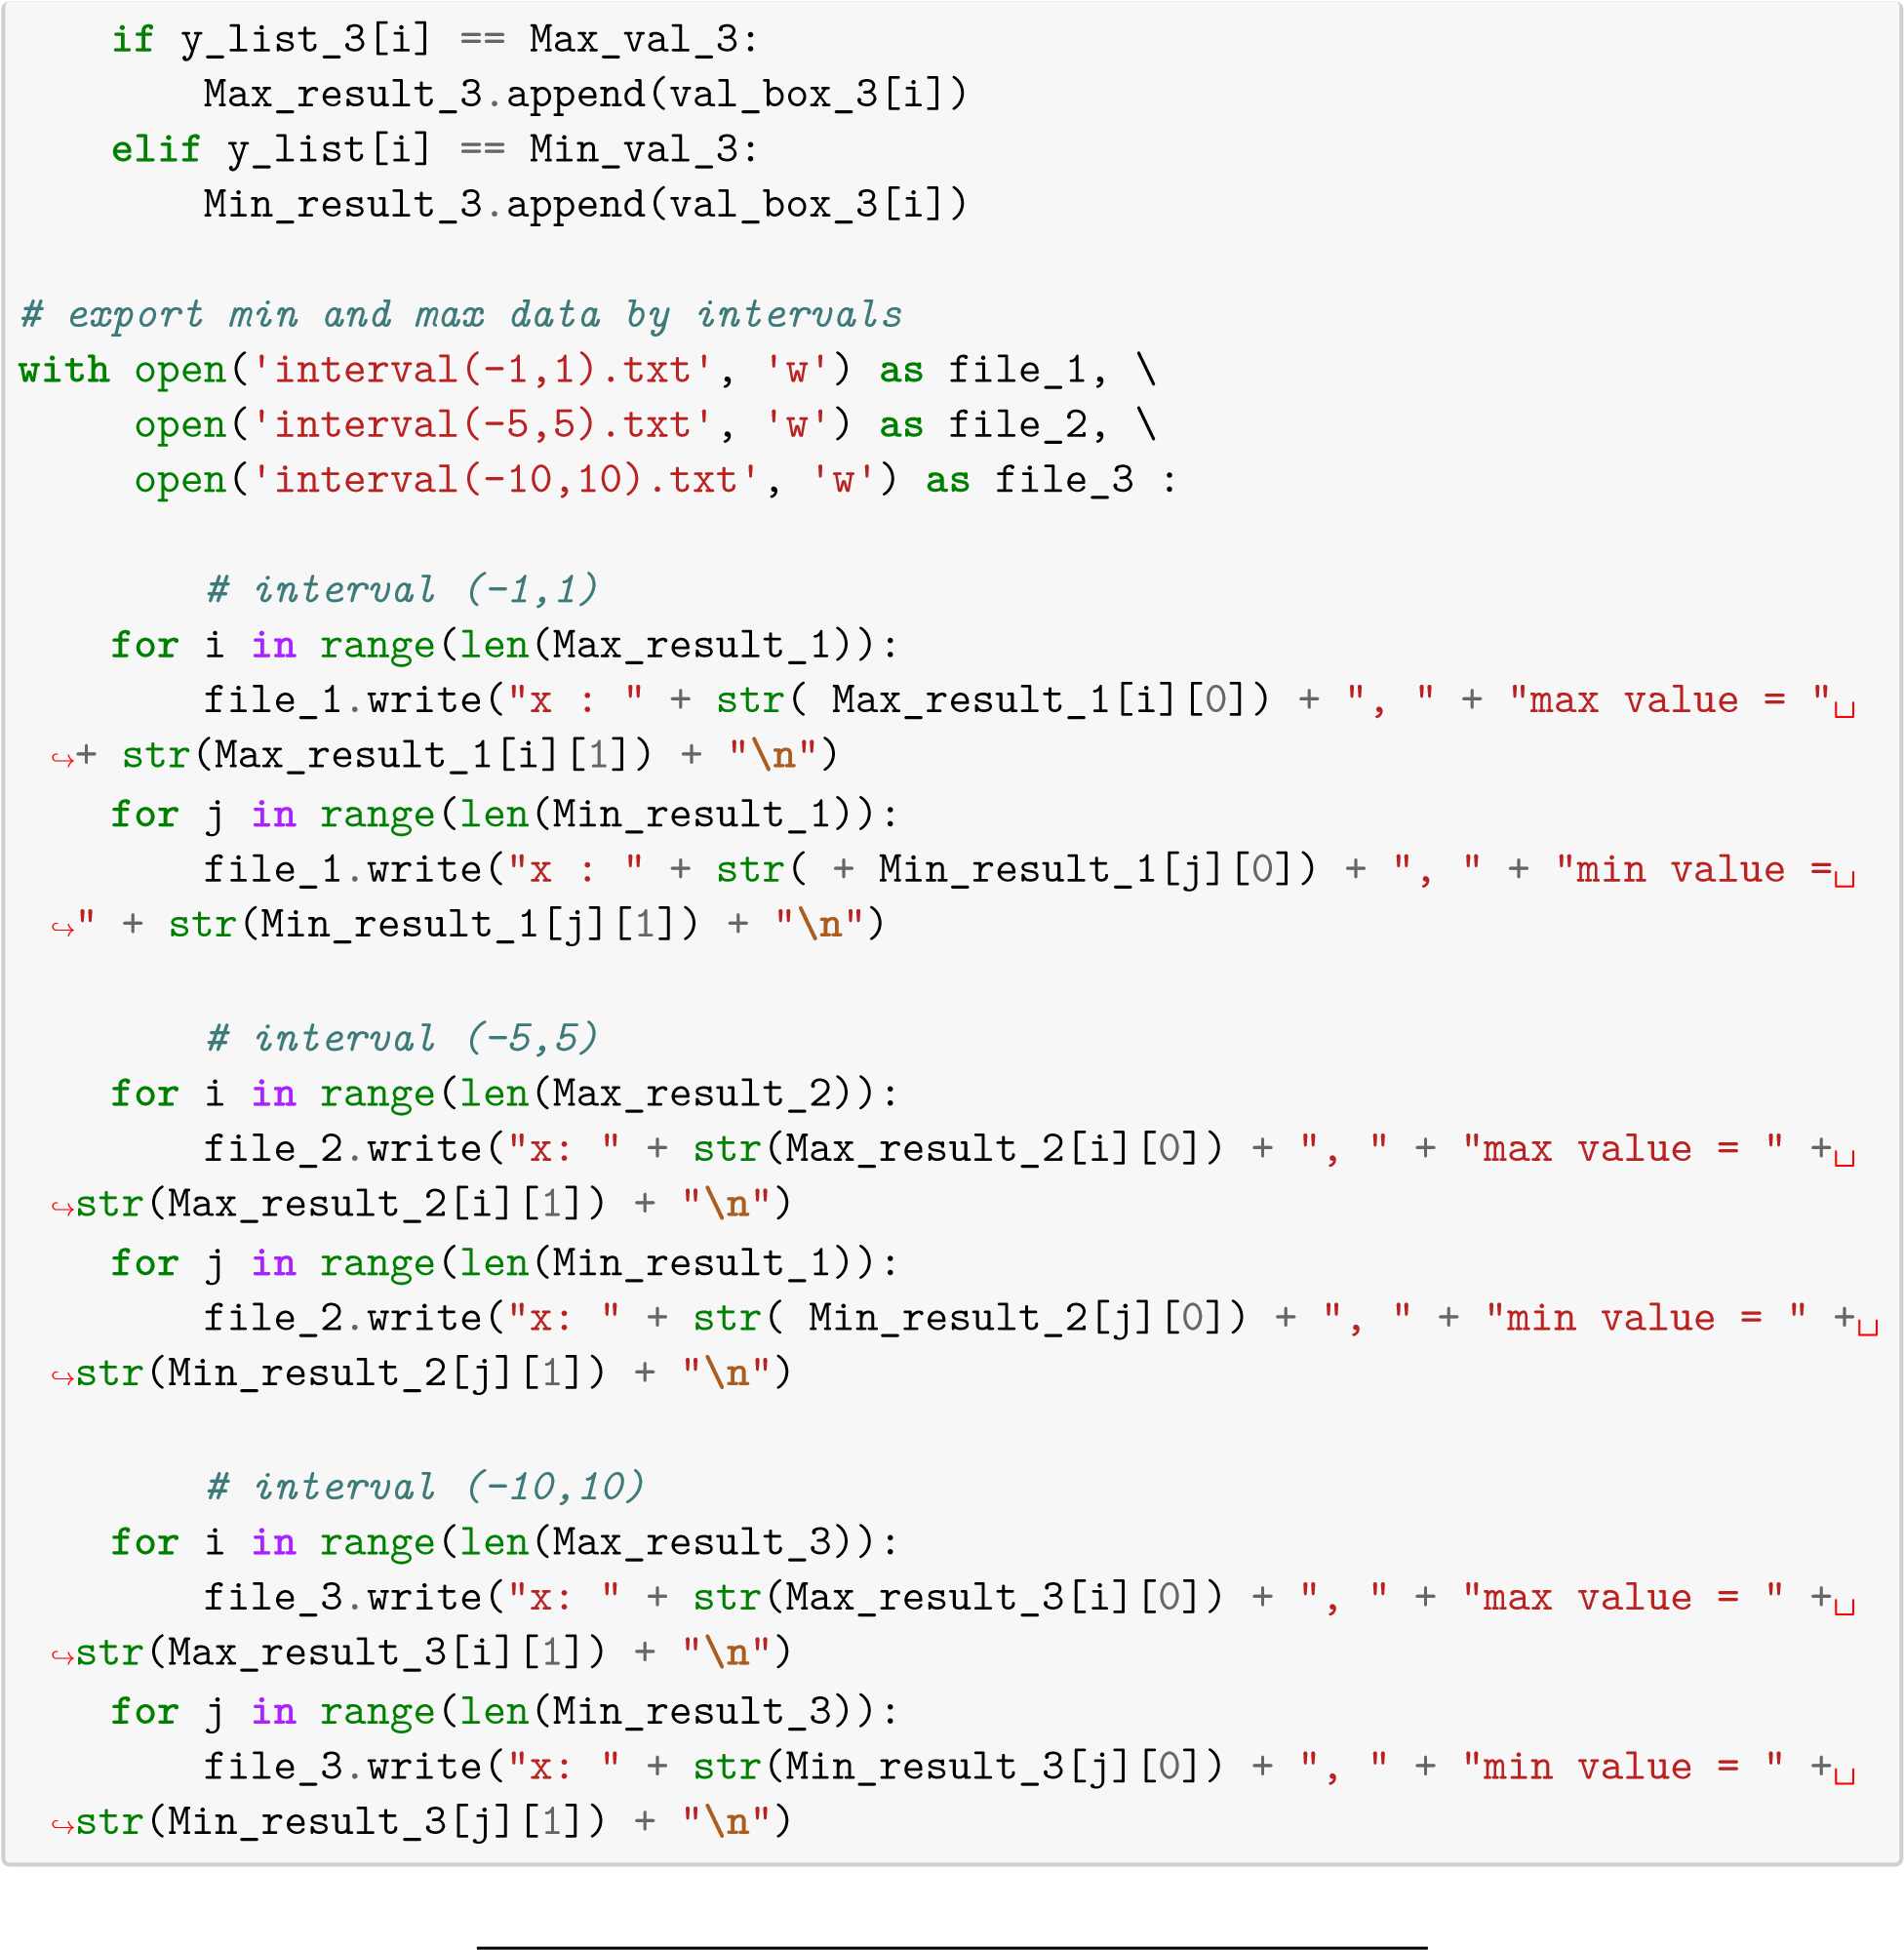 if y_list_3[i] == Max_val_3:
        Max_result_3.append(val_box_3[i])
    elif y_list[i] == Min_val_3:
        Min_result_3.append(val_box_3[i])

# export min and max data by intervals
with open('interval(-1,1).txt', 'w') as file_1, \
     open('interval(-5,5).txt', 'w') as file_2, \
     open('interval(-10,10).txt', 'w') as file_3 :

        # interval (-1,1)
    for i in range(len(Max_result_1)):
        file_1.write("x : " + str( Max_result_1[i][0]) + ", " + "max value = "␣
 ↪+ str(Max_result_1[i][1]) + "\n")
    for j in range(len(Min_result_1)):
        file_1.write("x : " + str( + Min_result_1[j][0]) + ", " + "min value =␣
 ↪" + str(Min_result_1[j][1]) + "\n")

        # interval (-5,5)
    for i in range(len(Max_result_2)):
        file_2.write("x: " + str(Max_result_2[i][0]) + ", " + "max value = " +␣
 ↪str(Max_result_2[i][1]) + "\n")
    for j in range(len(Min_result_1)):
        file_2.write("x: " + str( Min_result_2[j][0]) + ", " + "min value = " +␣
 ↪str(Min_result_2[j][1]) + "\n")

        # interval (-10,10)
    for i in range(len(Max_result_3)):
        file_3.write("x: " + str(Max_result_3[i][0]) + ", " + "max value = " +␣
 ↪str(Max_result_3[i][1]) + "\n")
    for j in range(len(Min_result_3)):
        file_3.write("x: " + str(Min_result_3[j][0]) + ", " + "min value = " +␣
 ↪str(Min_result_3[j][1]) + "\n")